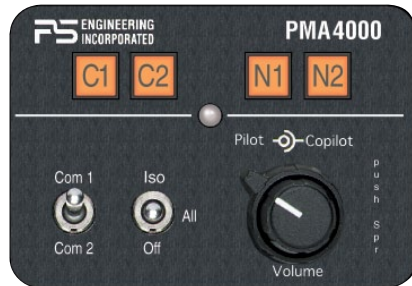 PS ENGINEERING INCORPORATED
PMA4000
C1 C2 N1 N2
Pilot Copilot
Com 1
Iso
All
Com 2
Off
Volume
push Spr